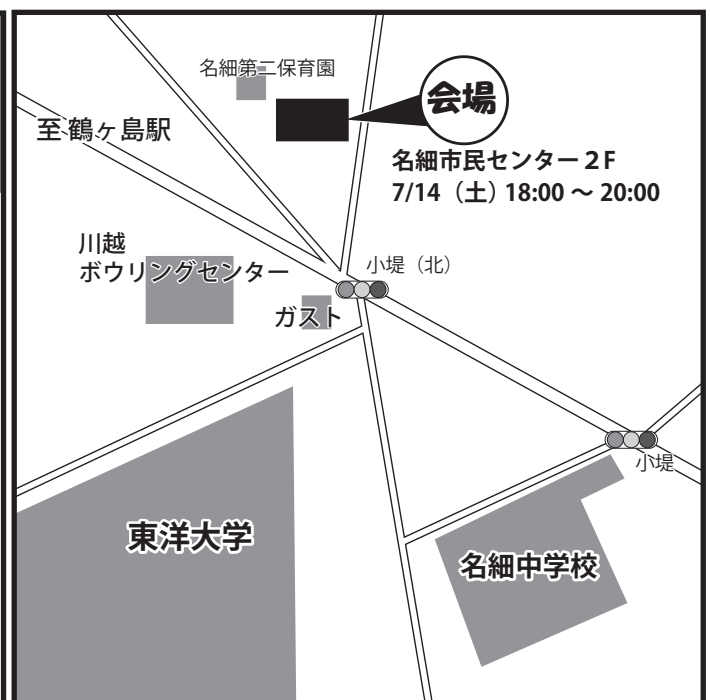 名細第二保育園
会場
至 鶴ヶ島駅
名細市民センター２F
7/14（土）18:00 ～ 20:00
川越
ボウリングセンター
小堤（北）
ガスト
小堤
東洋大学
名細中学校